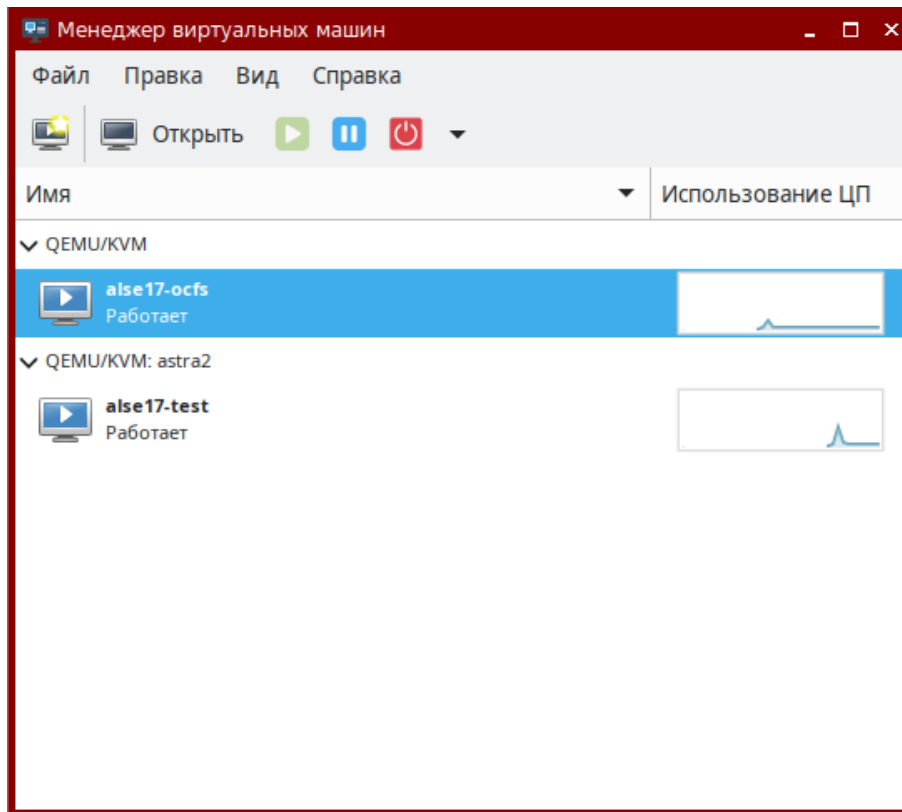 Менеджер виртуальных машин
Файл Правка Вид Справка
Открыть
Имя Использование ЦП
QEMU/KVM
alse17-ocfs
Работает
QEMU/KVM: astra2
alse17-test
Работает